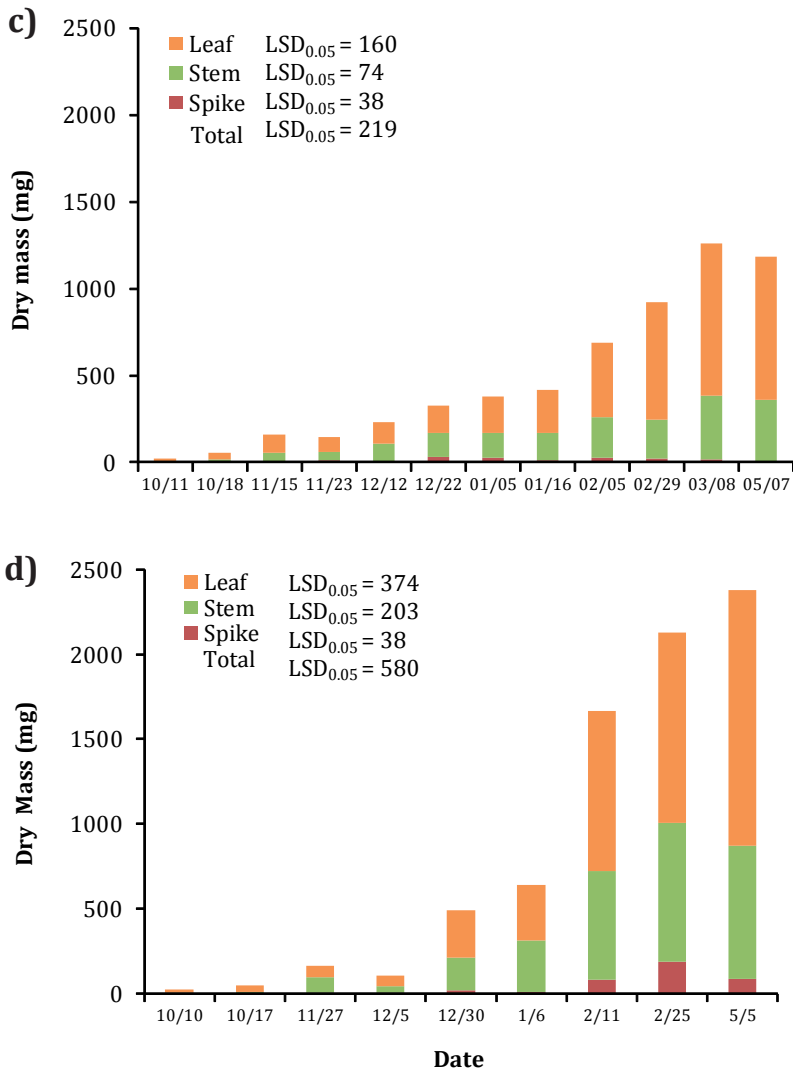 c)
2500
2000
1500
1000
500
0
Dry mass (mg)
Leaf LSD0.05 = 160
Stem LSD0.05 = 74
Spike LSD0.05 = 38
Total LSD0.05 = 219
10/11 10/18 11/15 11/23 12/12 12/22 01/05 01/16 02/05 02/29 03/08 05/07
d)
2500
2000
1500
1000
500
0
Dry Mass (mg)
Leaf LSD0.05 = 374
Stem LSD0.05 = 203
Spike LSD0.05 = 38
Total LSD0.05 = 580
10/10 10/17 11/27 12/5 12/30 1/6 2/11 2/25 5/5
Date